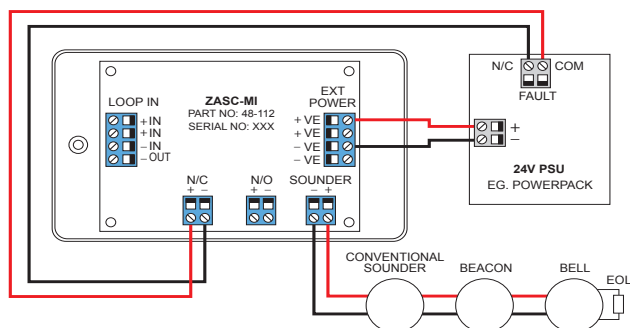 N/C COM
FAULT
ZASC-MI
PART NO: 48-112
SERIAL NO: XXX
LOOP IN
+ IN
+ IN
– IN
– OUT
EXT
POWER
+ VE
+ VE
– VE
– VE
+
–
24V PSU
EG. POWERPACK
N/C
+ –
N/O
+ –
SOUNDER
– +
CONVENTIONAL
SOUNDER
BEACON
BELL
EOL